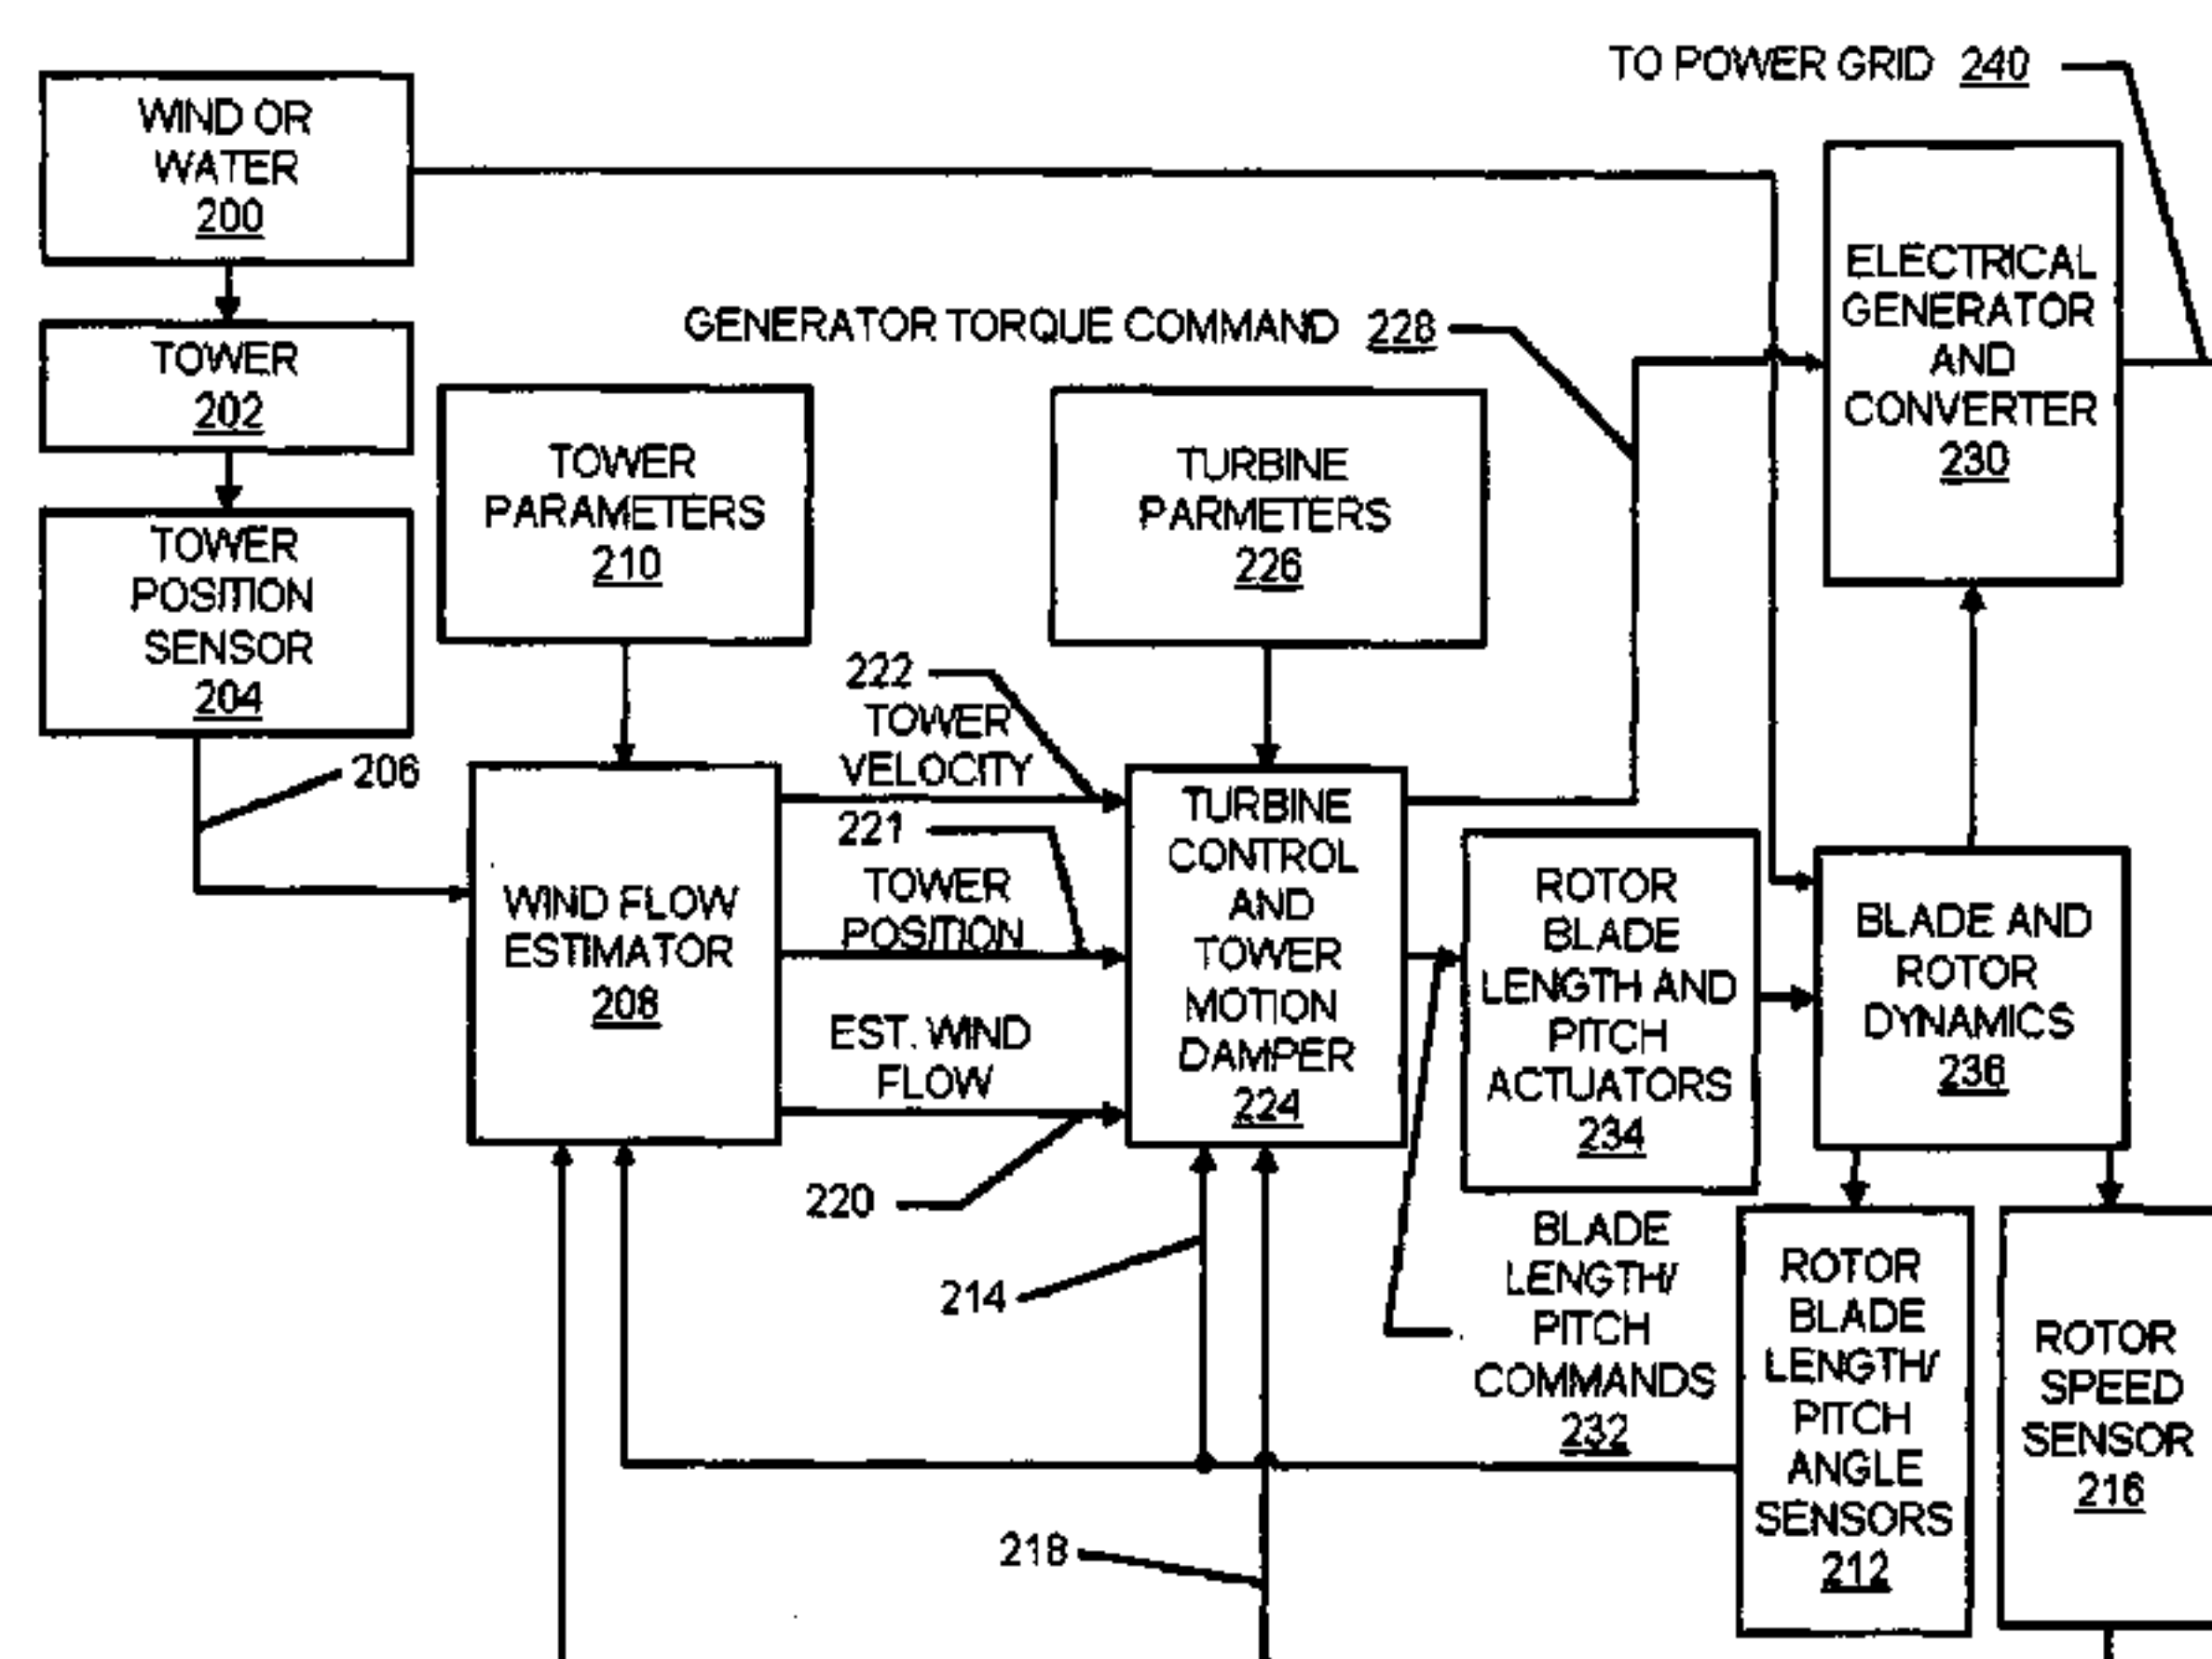 TO POWER GRID 240
WIND OR
WATER
200
TOWER
202
TOWER
POSITION
SENSOR
204
206
TOWER
PARAMETERS
210
GENERATOR TORQUE COMMAND 228
TURBINE
PARMETERS
226
ELECTRICAL
GENERATOR
AND
CONVERTER
230
WIND FLOW
ESTIMATOR
208
222
TOWER
VELOCITY
221
TOWER
POSITION
EST. WIND
FLOW
220
TURBINE
CONTROL
AND
TOWER
MOTION
DAMPER
224
ROTOR
BLADE
LENGTH AND
PITCH
ACTUATORS
234
BLADE AND
ROTOR
DYNAMICS
236
214
218
BLADE
LENGTH/
PITCH
COMMANDS
232
ROTOR
BLADE
LENGTH/
PITCH
ANGLE
SENSORS
212
ROTOR
SPEED
SENSOR
216